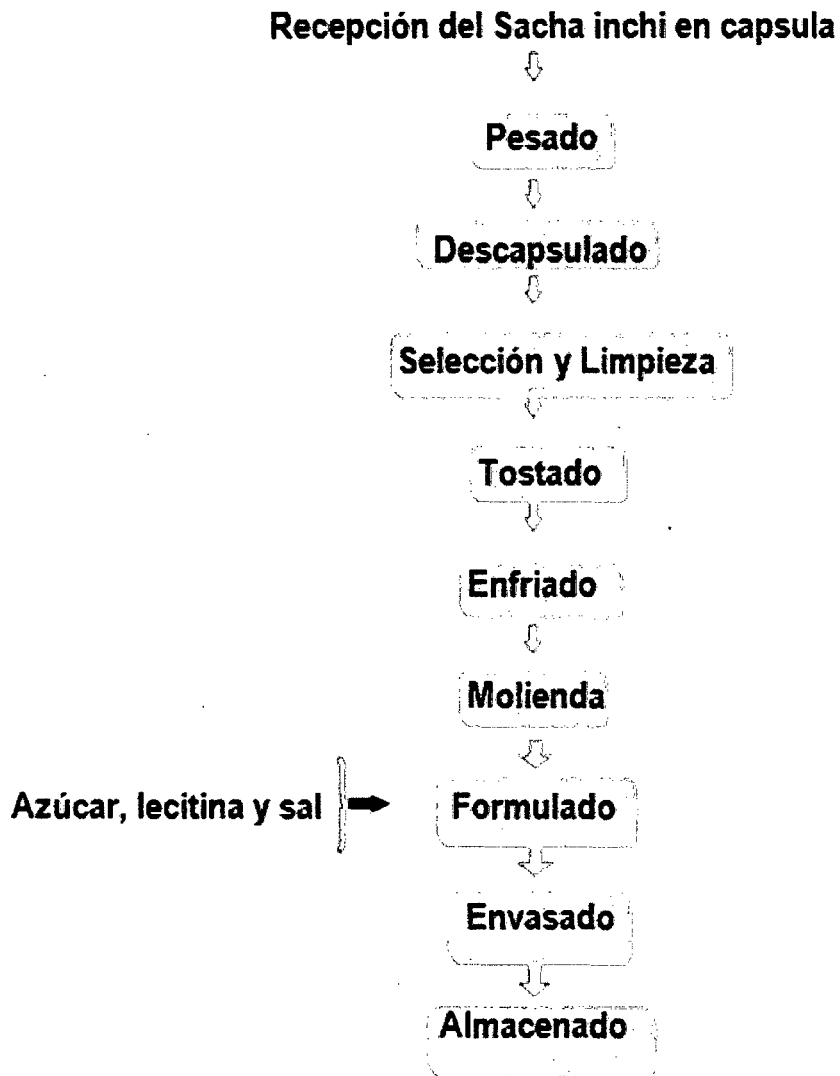 Recepción del Sacha inchi en capsula
Pesado
Descapsulado
Selección y Limpieza
Tostado
Enfriado
Molienda
Azúcar, lecitina y sal
Formulado
Envasado
Almacenado